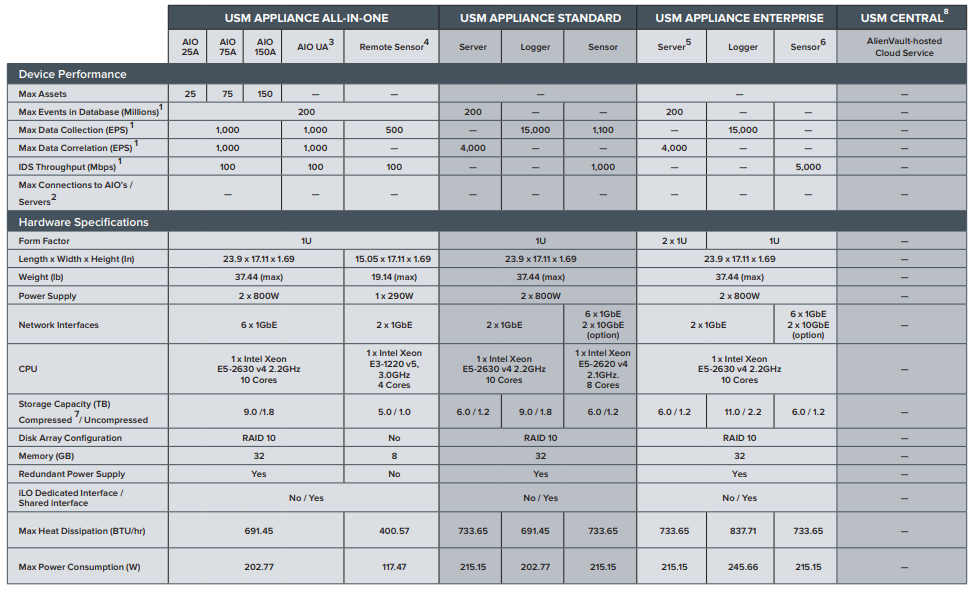 USM APPLIANCE ALL-IN-ONE USM APPLIANCE STANDARD USM APPLIANCE ENTERPRISE USM CENTRAL8
AIO 25A AIO 75A AIO 150A AIO UA3 Remote Sensor4 Server Logger Sensor Server5 Logger Sensor6 AlienVault-hosted Cloud Service
Device Performance
Max Assets 25 75 150 — — — — —
Max Events in Database (Millions)1 200 200 — — 200 — — —
Max Data Collection (EPS)1 1,000 1,000 500 — 15,000 1,100 — 15,000 — —
Max Data Correlation (EPS)1 1,000 1,000 — 4,000 — — 4,000 — — —
IDS Throughput (Mbps)1 100 100 100 — — 1,000 — — 5,000 —
Max Connections to AIO's / Servers2 — — — — —
Hardware Specifications
Form Factor 1U 1U 2 x 1U 1U —
Length x Width x Height (In) 23.9 x 17.11 x 1.69 15.05 x 17.11 x 1.69 23.9 x 17.11 x 1.69 23.9 x 17.11 x 1.69 —
Weight (lb) 37.44 (max) 19.14 (max) 37.44 (max) 37.44 (max) —
Power Supply 2 x 800W 1 x 290W 2 x 800W 2 x 800W —
Network Interfaces 6 x 1GbE 2 x 1GbE 2 x 1GbE 6 x 1GbE 2 x 10GbE (option) 2 x 1GbE 6 x 1GbE 2 x 10GbE (option) —
CPU 1 x Intel Xeon E5-2630 v4 2.2GHz 10 Cores 1 x Intel Xeon E3-1220 v5, 3.0GHz 4 Cores 1 x Intel Xeon E5-2630 v4 2.2GHz 10 Cores 1 x Intel Xeon E5-2620 v4 2.1GHz. 8 Cores 1 x Intel Xeon E5-2630 v4 2.2GHz 10 Cores —
Storage Capacity (TB) Compressed7/ Uncompressed 9.0 /1.8 5.0 / 1.0 6.0 / 1.2 9.0 / 1.8 6.0 /1.2 6.0 / 1.2 11.0 / 2.2 6.0 / 1.2 —
Disk Array Configuration RAID 10 No RAID 10 RAID 10 —
Memory (GB) 32 8 32 32 —
Redundant Power Supply Yes No Yes Yes —
iLO Dedicated Interface / Shared interface No / Yes No / Yes No / Yes —
Max Heat Dissipation (BTU/hr) 691.45 400.57 733.65 691.45 733.65 733.65 837.71 733.65 —
Max Power Consumption (W) 202.77 117.47 215.15 202.77 215.15 215.15 245.66 215.15 —